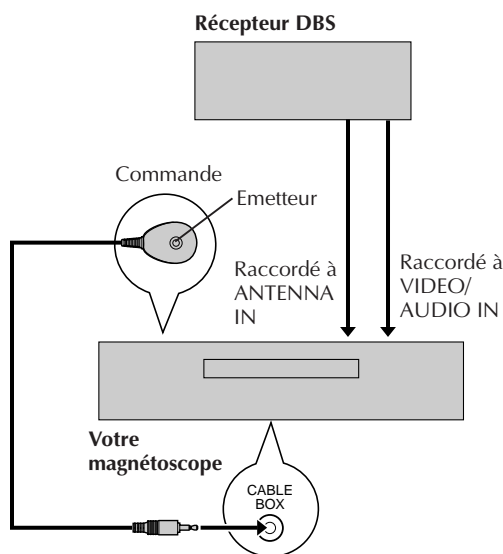 Récepteur DBS
Commande
Emetteur
Raccordé à
ANTENNA
IN
Raccordé à
VIDEO/
AUDIO IN
Votre
magnétoscope
CABLE
BOX